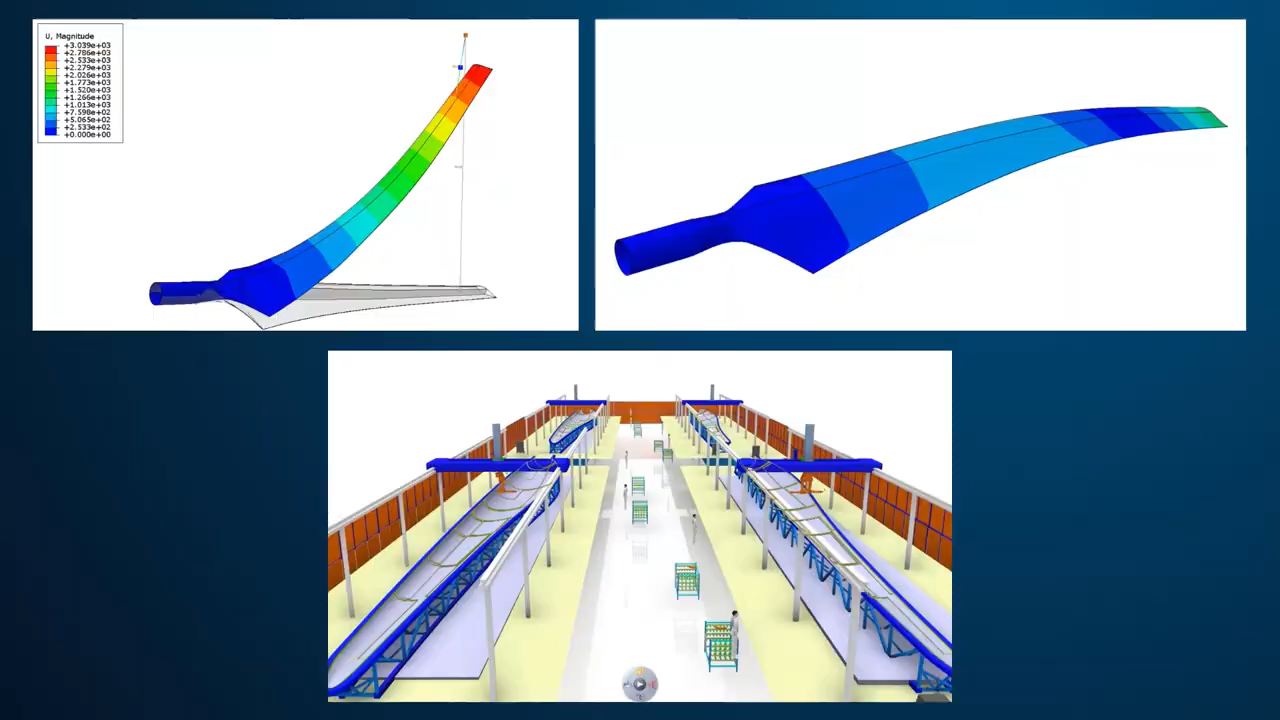 U, Magnitude
+3.039e+03
+2.786e+03
+2.533e+03
+2.279e+03
+2.026e+03
+1.773e+03
+1.520e+03
+1.266e+03
+1.013e+03
+7.598e+02
+5.065e+02
+2.533e+02
+0.000e+00